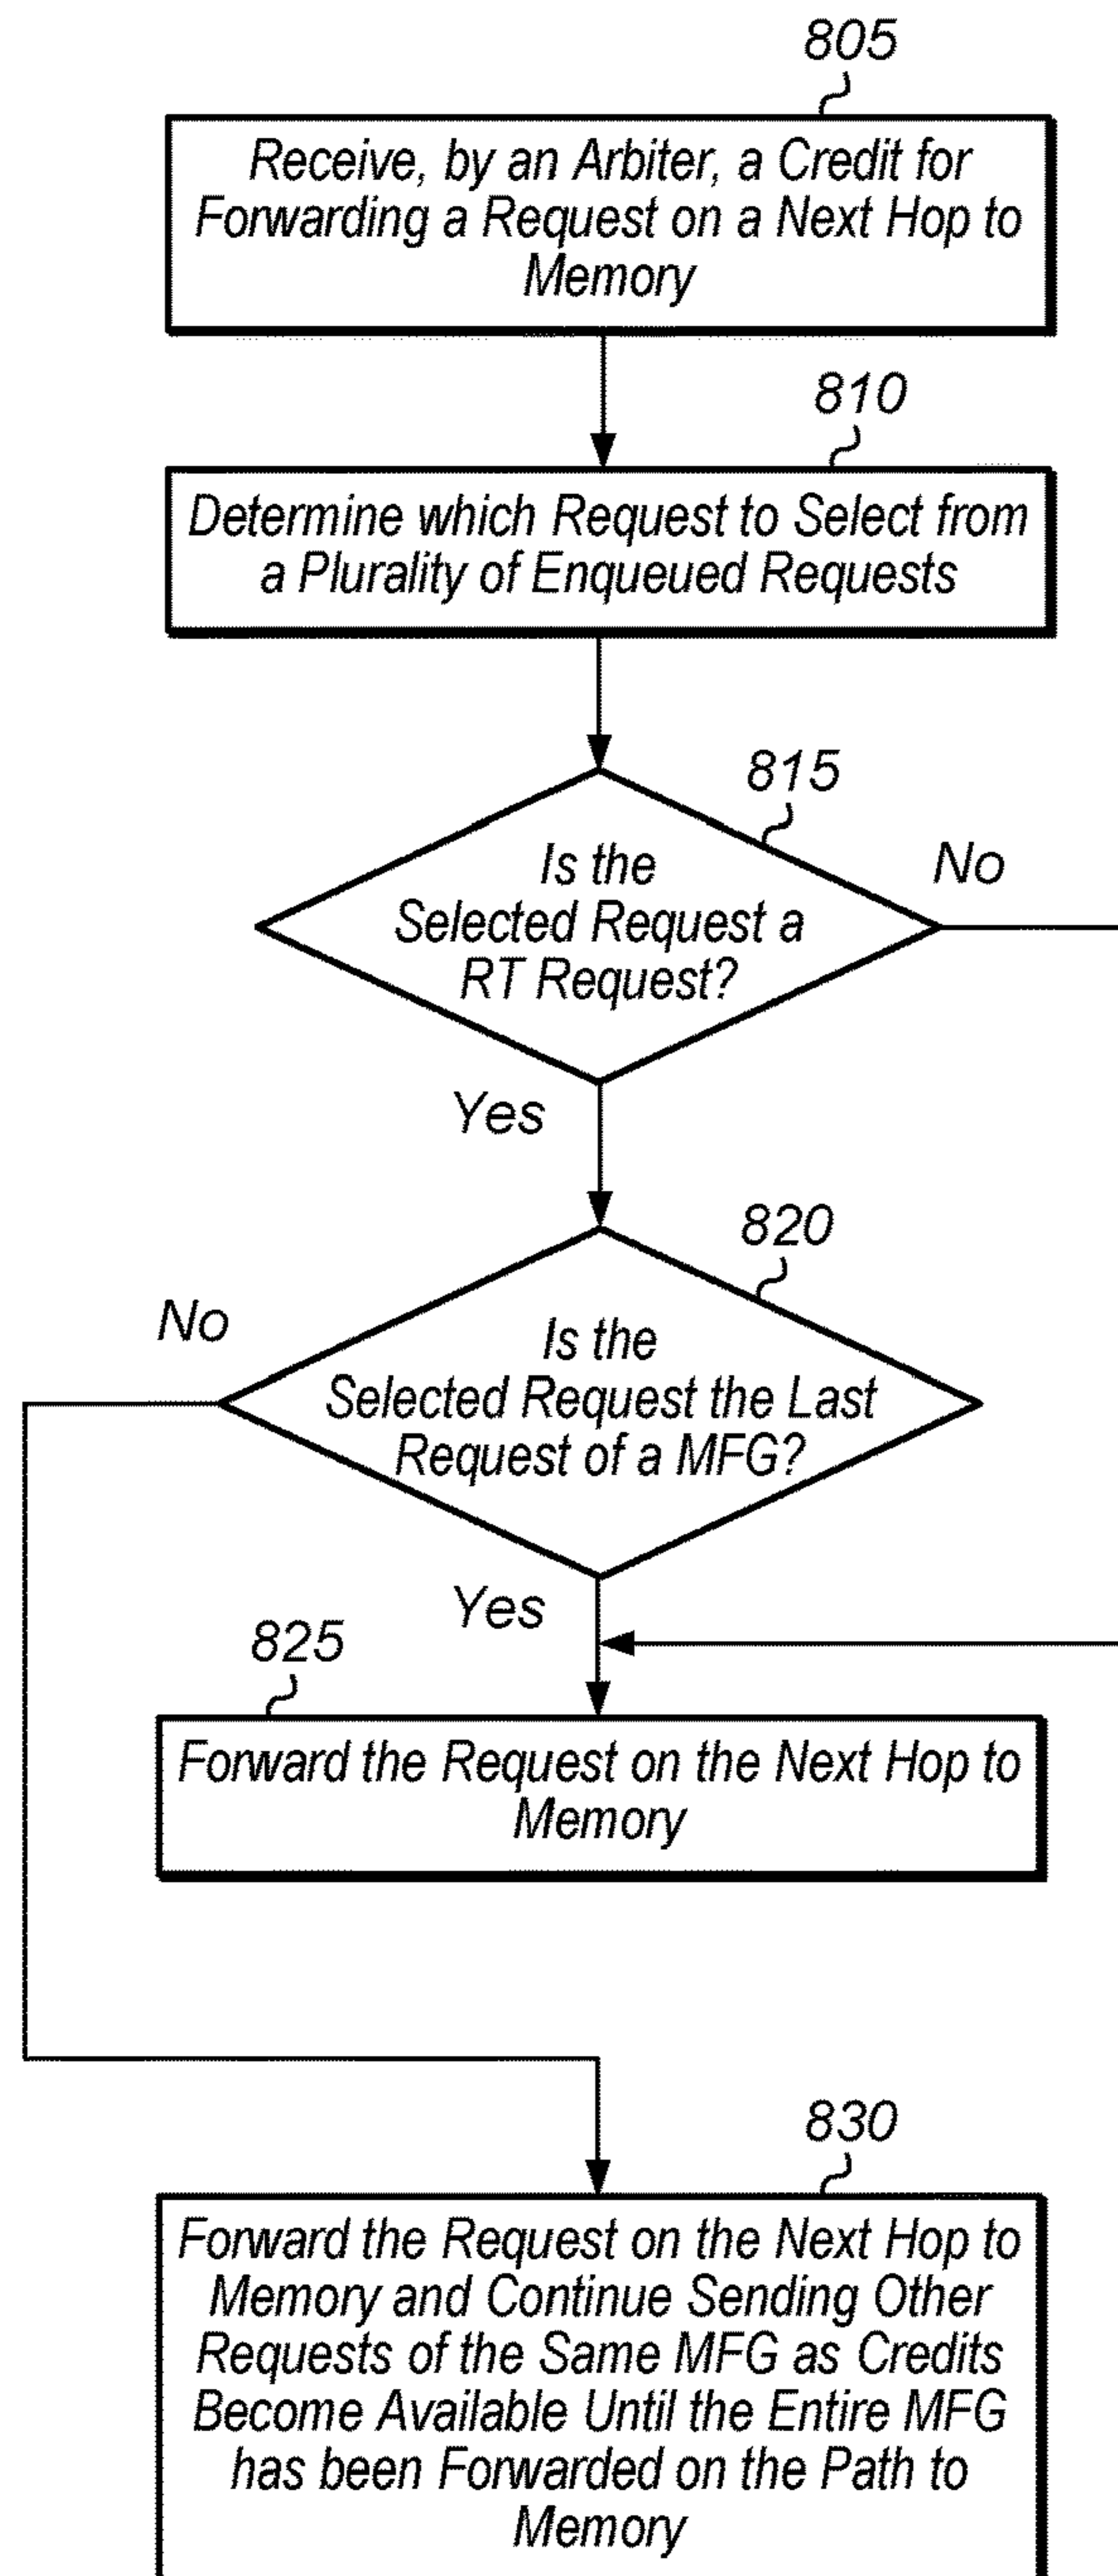 805
Receive, by an Arbiter, a Credit for
Forwarding a Request on a Next Hop to
Memory
810
Determine which Request to Select from
a Plurality of Enqueued Requests
815
Is the
Selected Request a
RT Request?
No
Yes
820
No
Is the
Selected Request the Last
Request of a MFG?
Yes
825
Forward the Request on the Next Hop to
Memory
830
Forward the Request on the Next Hop to
Memory and Continue Sending Other
Requests of the Same MFG as Credits
Become Available Until the Entire MFG
has been Forwarded on the Path to
Memory